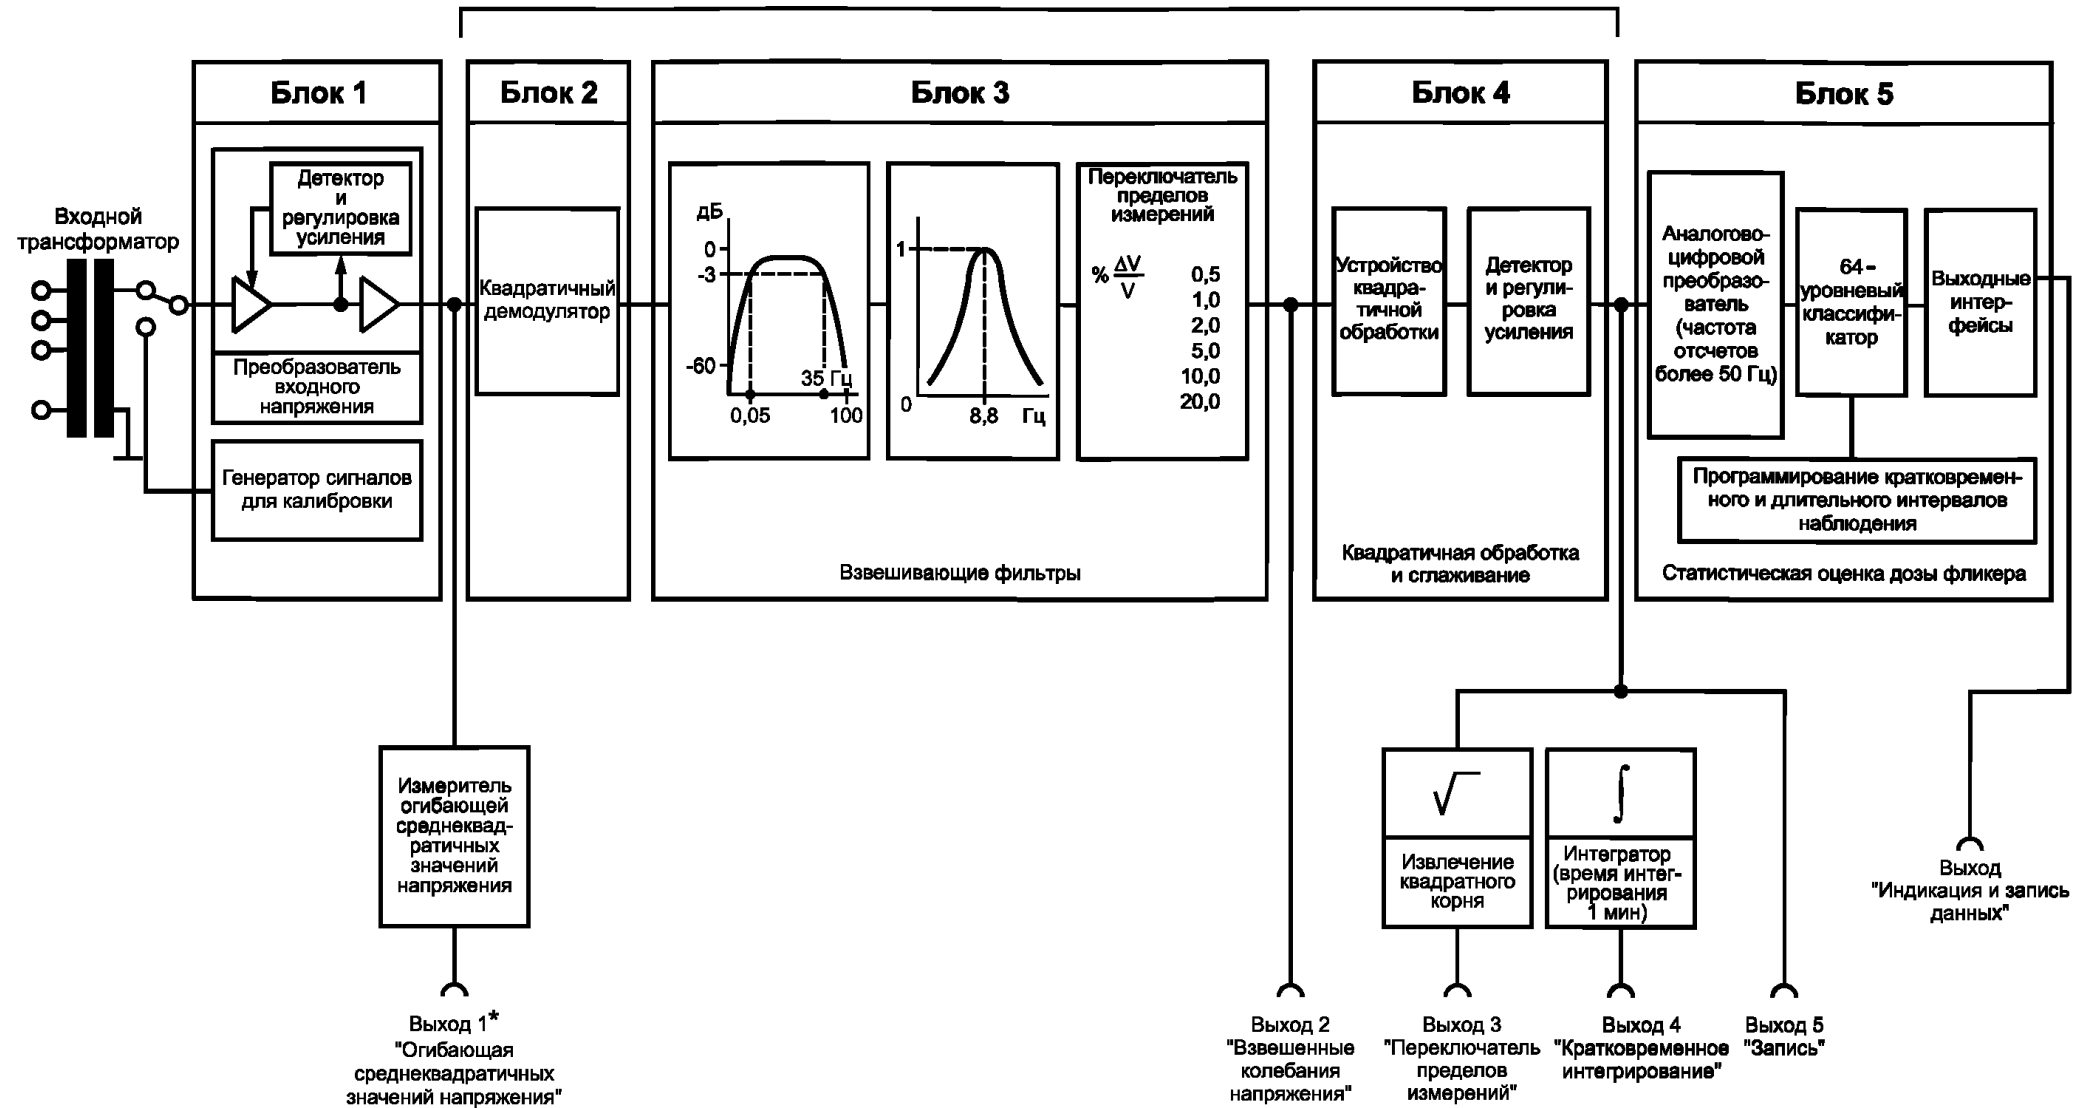 Блок 1
Блок 2
Блок 3
Блок 4
Блок 5
Входной
трансформатор
Детектор
и
регулировка
усиления
Преобразователь
входного
напряжения
Генератор сигналов
для калибровки
Квадратичный
демодулятор
дБ
0
-3
-60
35 Гц
0,05
100
1
0
8,8
Гц
Переключатель
пределов
измерений
% ΔV
V
0,5
1,0
2,0
5,0
10,0
20,0
Взвешивающие фильтры
Устройство
квадра-
тичной
обработки
Детектор
и регули-
ровка
усиления
Квадратичная обработка
и сглаживание
Аналогово-
цифровой
преобразо-
ватель
(частота
отсчетов
более 50 Гц)
64-
уровневый
классифи-
катор
Выходные
интер-
фейсы
Программирование кратковремен-
ного и длительного интервалов
наблюдения
Статистическая оценка дозы фликера
Измеритель
огибающей
среднеквад-
ратичных
значений
напряжения
√
Извлечение
квадратного
корня
∫
Интегратор
(время интег-
рирования
1 мин)
Выход
"Индикация и запись
данных"
Выход 1*
"Огибающая
среднеквадратичных
значений напряжения"
Выход 2
"Взвешенные
колебания
напряжения"
Выход 3
"Переключатель
пределов
измерений"
Выход 4
"Кратковременное
интегрирование"
Выход 5
"Запись"